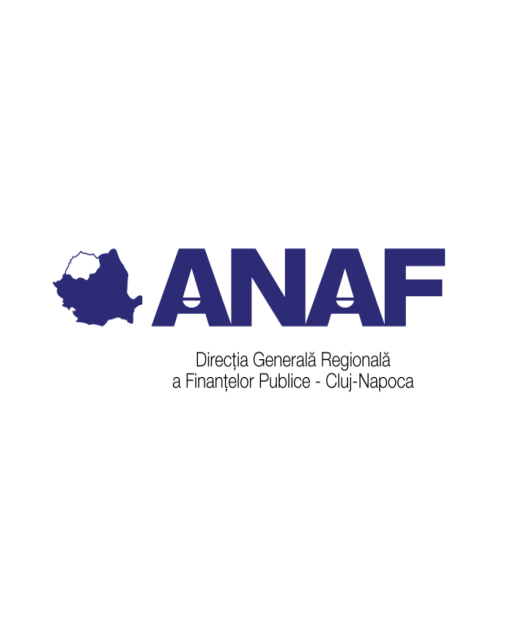 ANAF
Direcția Generală Regională
a Finanțelor Publice - Cluj-Napoca